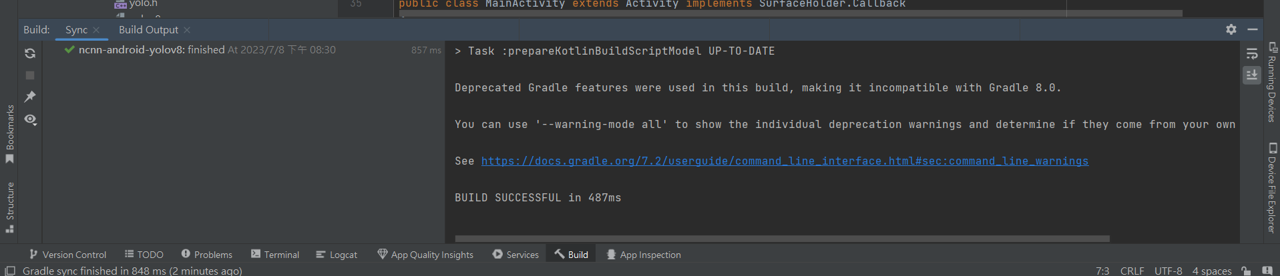 yolo.h
35 public class MainActivity extends Activity implements SurfaceHolder.Callback
Build: Sync × Build Output ×
ncnn-android-yolov8: finished At 2023/7/8 下午 08:30 857 ms
> Task :prepareKotlinBuildScriptModel UP-TO-DATE
Deprecated Gradle features were used in this build, making it incompatible with Gradle 8.0.
You can use '--warning-mode all' to show the individual deprecation warnings and determine if they come from your own
See https://docs.gradle.org/7.2/userguide/command_line_interface.html#sec:command_line_warnings
BUILD SUCCESSFUL in 487ms
Bookmarks
Structure
Running Devices
Device File Explorer
Version Control TODO Problems Terminal Logcat App Quality Insights Services Build App Inspection
Gradle sync finished in 848 ms (2 minutes ago) 7:3 CRLF UTF-8 4 spaces